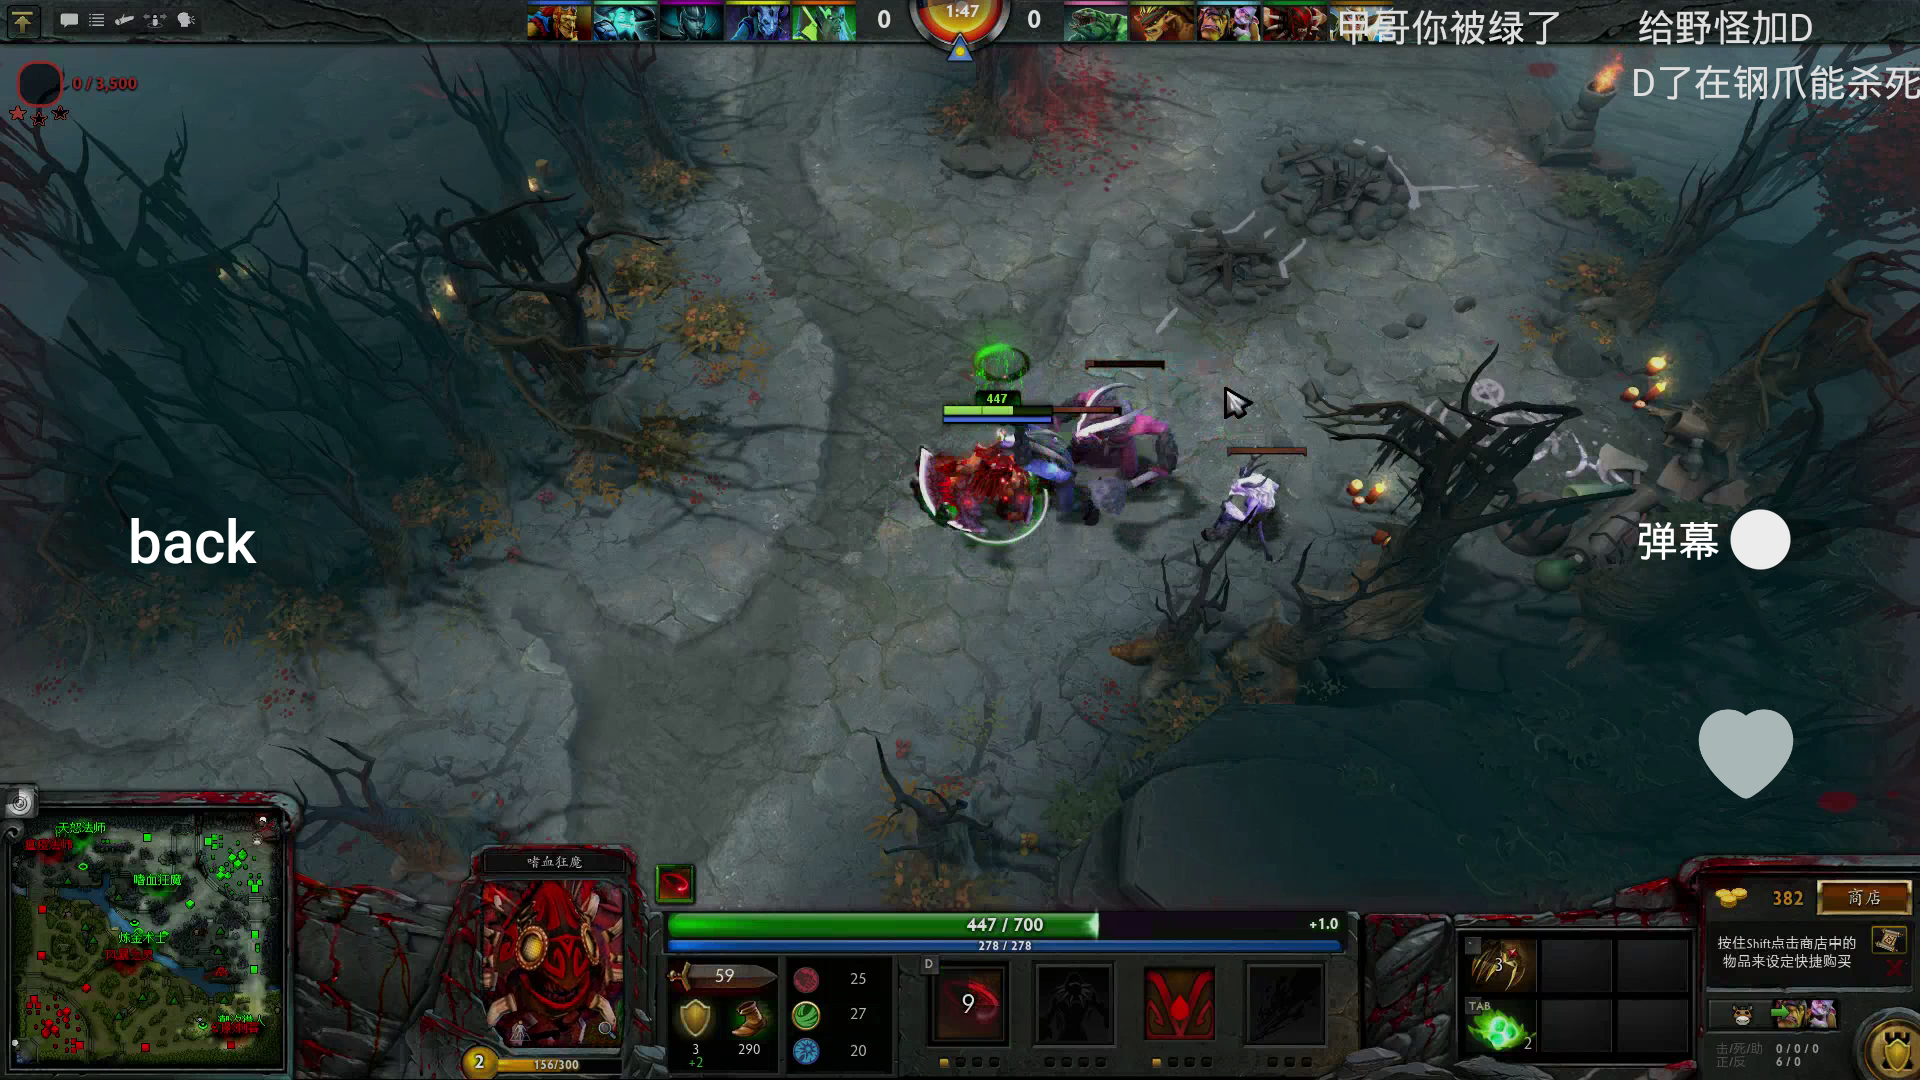 0
1:47
0
甲哥你被绿了
给野怪加D
D了在钢爪能杀死
0 / 3,500
447
back
弹幕
天怒法师
嗜血狂魔
炼金术士
嗜血狂魔
447 / 700
+1.0
278 / 278
59
3
+2
290
25
27
20
D
9
2
156/300
3
TAB
2
382
商店
按住Shift点击商店中的
物品来设定快捷购买
击/死/助 0 / 0 / 0
正/反 6 / 0